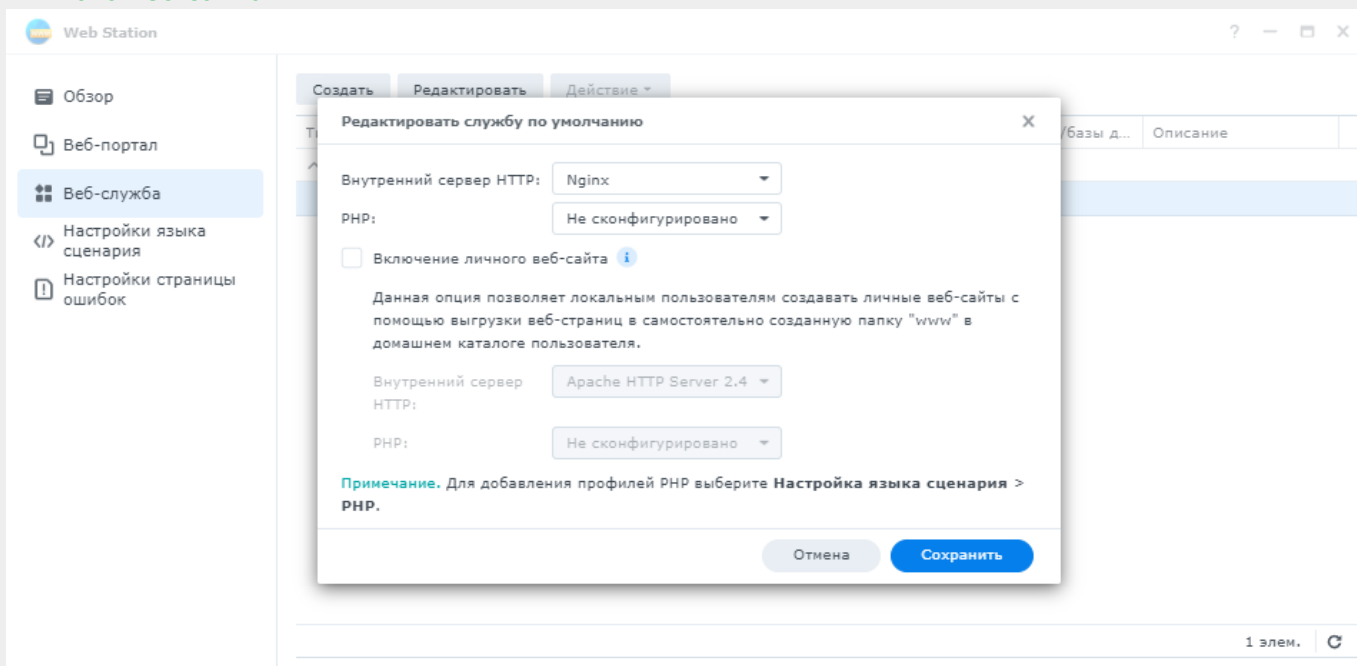 Web Station
?
Обзор
Веб-портал
Веб-служба
Настройки языка
сценария
Настройки страницы
ошибок
Создать Редактировать Действие
/базы д... Описание
Редактировать службу по умолчанию
Внутренний сервер HTTP: Nginx
PHP: Не сконфигурировано
Включение личного веб-сайта i
Данная опция позволяет локальным пользователям создавать личные веб-сайты с
помощью выгрузки веб-страниц в самостоятельно созданную папку "www" в
домашнем каталоге пользователя.
Внутренний сервер Apache HTTP Server 2.4
HTTP:
PHP: Не сконфигурировано
Примечание. Для добавления профилей PHP выберите Настройка языка сценария >
PHP.
Отмена Сохранить
1 элем.